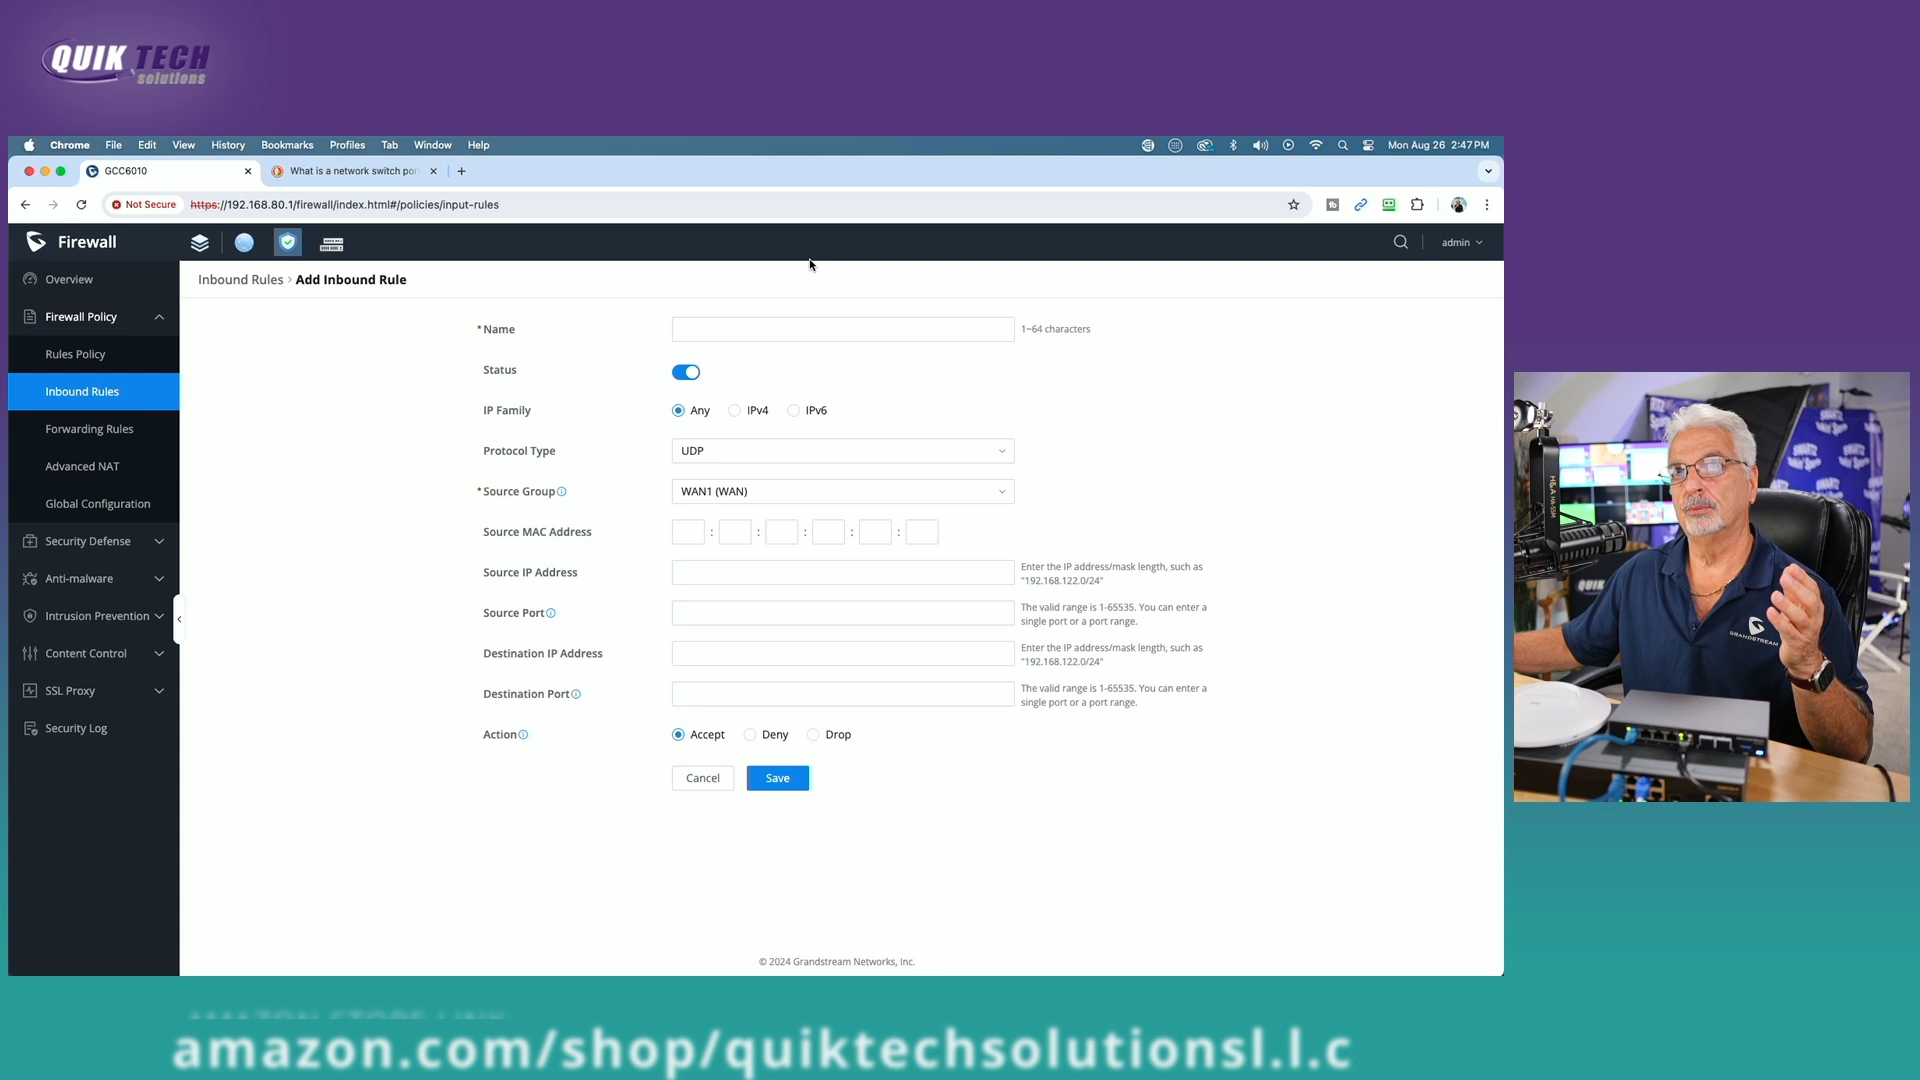 QUIK TECH
solutions
Chrome File Edit View History Bookmarks Profiles Tab Window Help
Mon Aug 26 2:47 PM
GCC6010
What is a network switch por
Not Secure
https://192.168.80.1/firewall/index.html#/policies/input-rules
Firewall
admin
Overview
Firewall Policy
Rules Policy
Inbound Rules
Forwarding Rules
Advanced NAT
Global Configuration
Security Defense
Anti-malware
Intrusion Prevention
Content Control
SSL Proxy
Security Log
Inbound Rules › Add Inbound Rule
* Name
1~64 characters
Status
IP Family
Any IPv4 IPv6
Protocol Type
UDP
* Source Group
WAN1 (WAN)
Source MAC Address
: : : : :
Source IP Address
Enter the IP address/mask length, such as
"192.168.122.0/24"
Source Port
The valid range is 1-65535. You can enter a
single port or a port range.
Destination IP Address
Enter the IP address/mask length, such as
"192.168.122.0/24"
Destination Port
The valid range is 1-65535. You can enter a
single port or a port range.
Action
Accept Deny Drop
Cancel Save
© 2024 Grandstream Networks, Inc.
GRANDSTREAM
AMAZON STORE LINK
amazon.com/shop/quiktechsolutionsl.l.c